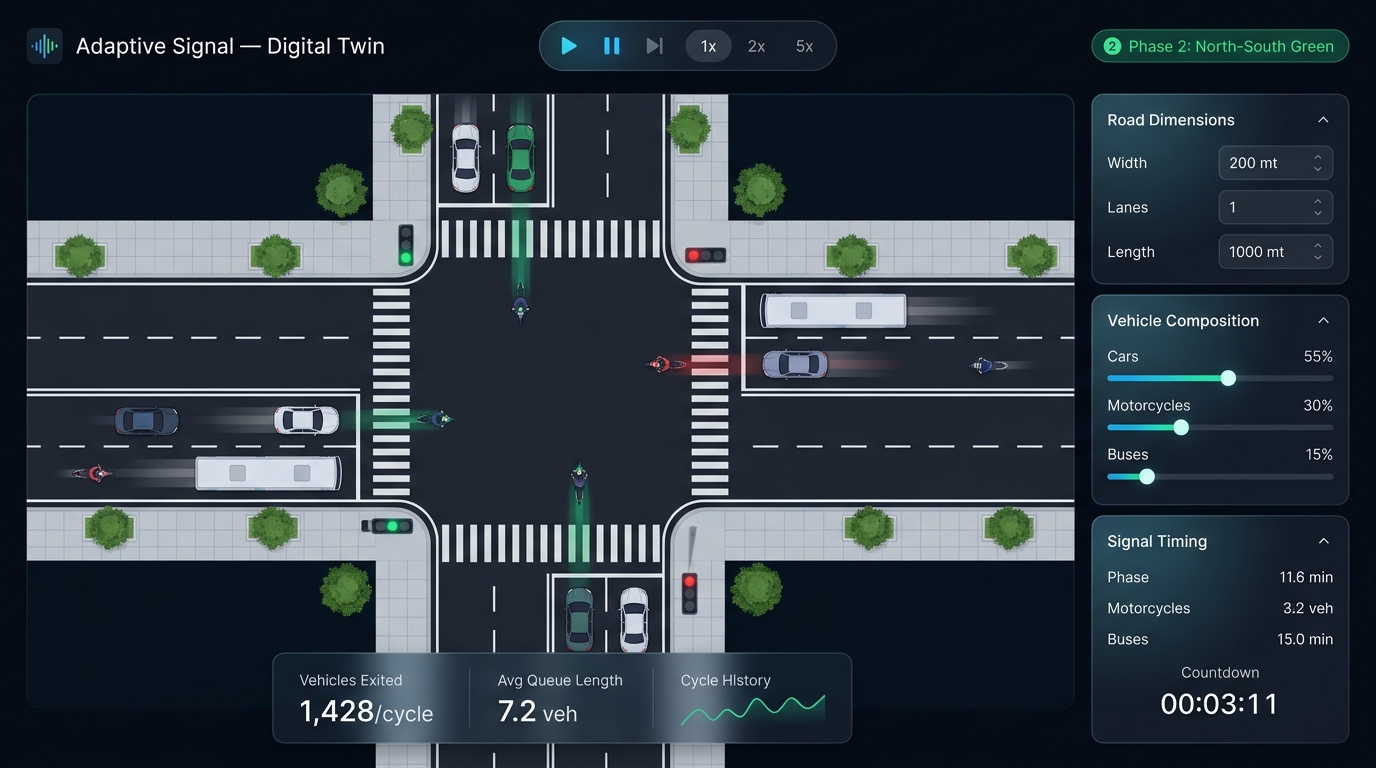 Adaptive Signal — Digital Twin
1x 2x 5x
2 Phase 2: North-South Green
Road Dimensions
Width 200 mt
Lanes 1
Length 1000 mt
Vehicle Composition
Cars 55%
Motorcycles 30%
Buses 15%
Signal Timing
Phase 11.6 min
Motorcycles 3.2 veh
Buses 15.0 min
Countdown
00:03:11
Vehicles Exited
1,428/cycle
Avg Queue Length
7.2 veh
Cycle HIstory